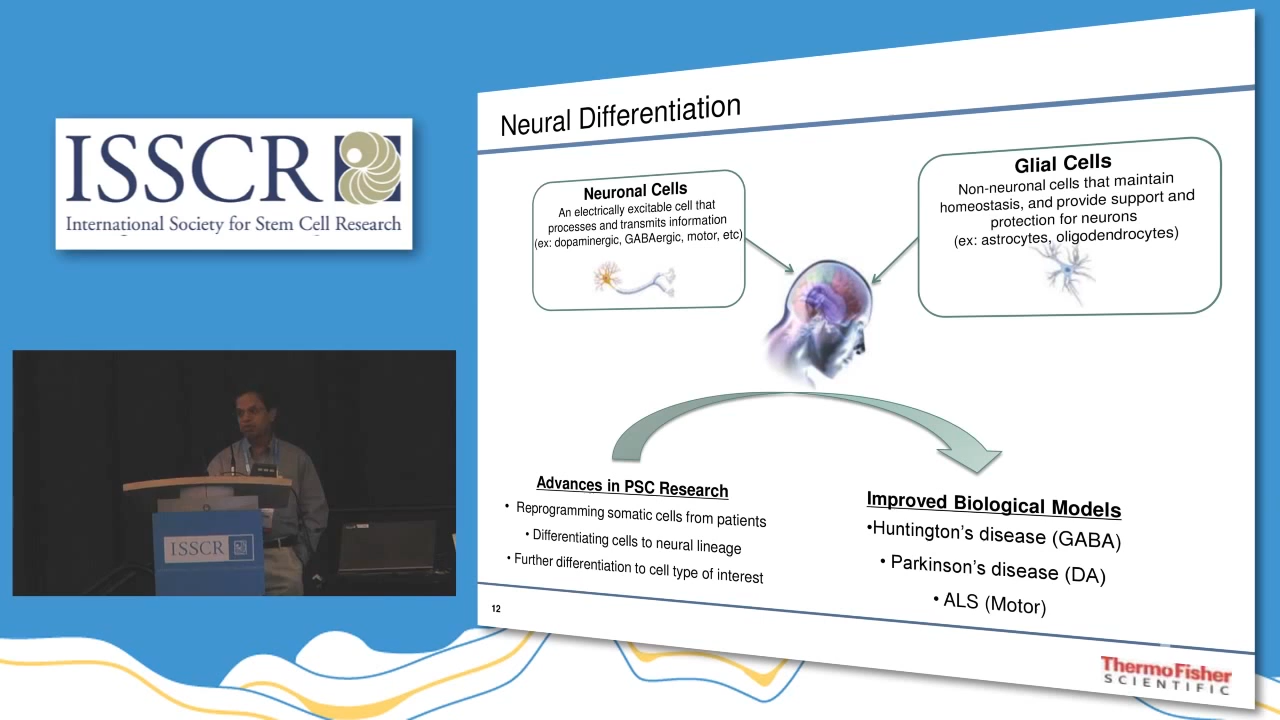 ISSCR
International Society for Stem Cell Research
ISSCR
Neural Differentiation
Neuronal Cells
An electrically excitable cell that
processes and transmits information
(ex: dopaminergic, GABAergic, motor, etc)
Glial Cells
Non-neuronal cells that maintain
homeostasis, and provide support and
protection for neurons
(ex: astrocytes, oligodendrocytes)
Advances in PSC Research
• Reprogramming somatic cells from patients
• Differentiating cells to neural lineage
• Further differentiation to cell type of interest
Improved Biological Models
•Huntington's disease (GABA)
• Parkinson's disease (DA)
• ALS (Motor)
12
ThermoFisher
SCIENTIFIC